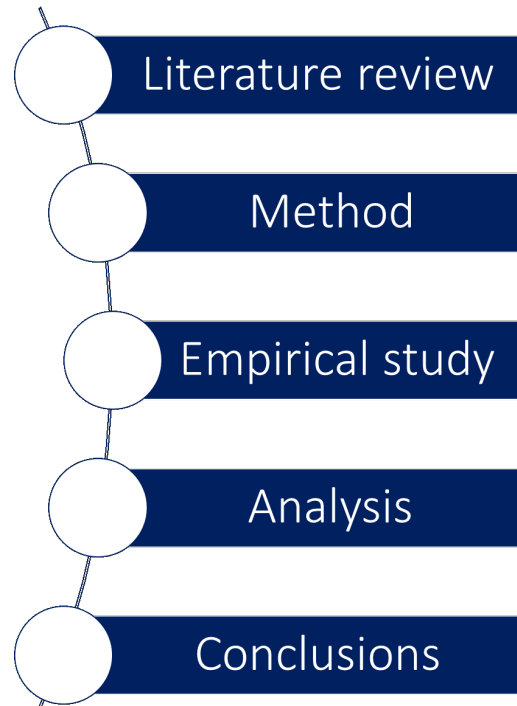 Literature review
Method
Empirical study
Analysis
Conclusions